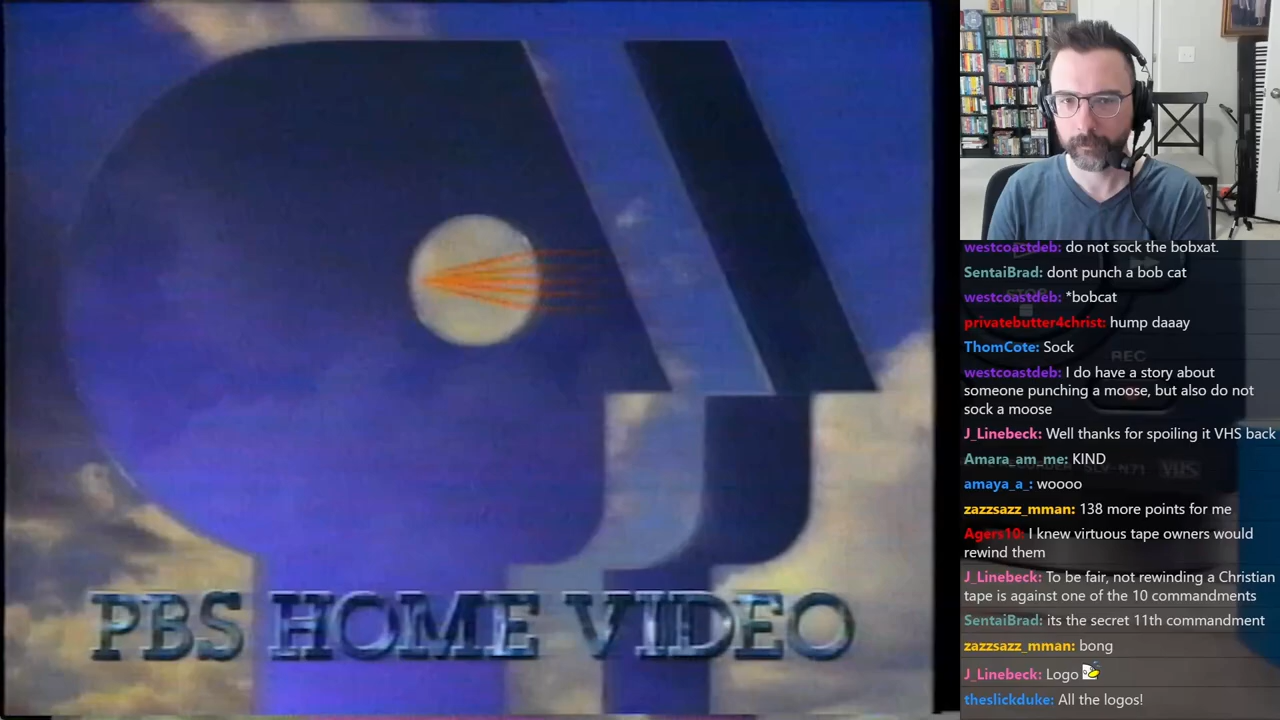 PBS HOME VIDEO
westcoastdeb: do not sock the bobxat.
SentaiBrad: dont punch a bob cat
westcoastdeb: *bobcat
privatebutter4christ: hump daaay
ThomCote: Sock
westcoastdeb: I do have a story about
someone punching a moose, but also do not
sock a moose
J_Linebeck: Well thanks for spoiling it VHS back
Amara_am_me: KIND
amaya_a_: woooo
zazzsazz_mman: 138 more points for me
Agers10: I knew virtuous tape owners would
rewind them
J_Linebeck: To be fair, not rewinding a Christian
tape is against one of the 10 commandments
SentaiBrad: its the secret 11th commandment
zazzsazz_mman: bong
J_Linebeck: Logo
theslickduke: All the logos!
REC
VHS